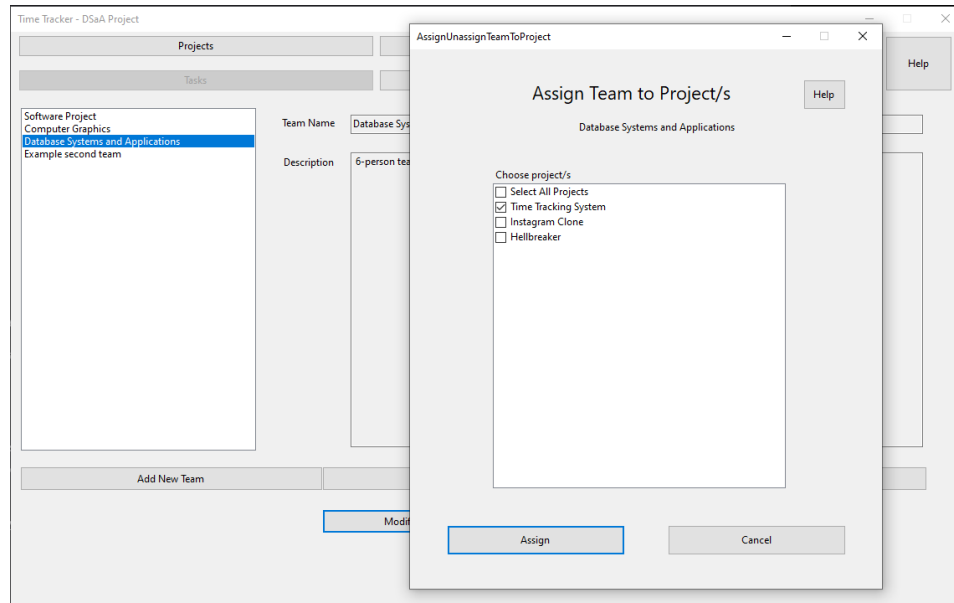 Time Tracker - DSaA Project
Projects
Tasks
Help
Software Project
Computer Graphics
Database Systems and Applications
Example second team
Team Name
Database Sys
Description
6-person tea
Add New Team
Modif
AssignUnassignTeamToProject
Assign Team to Project/s
Help
Database Systems and Applications
Choose project/s
Select All Projects
Time Tracking System
Instagram Clone
Hellbreaker
Assign
Cancel